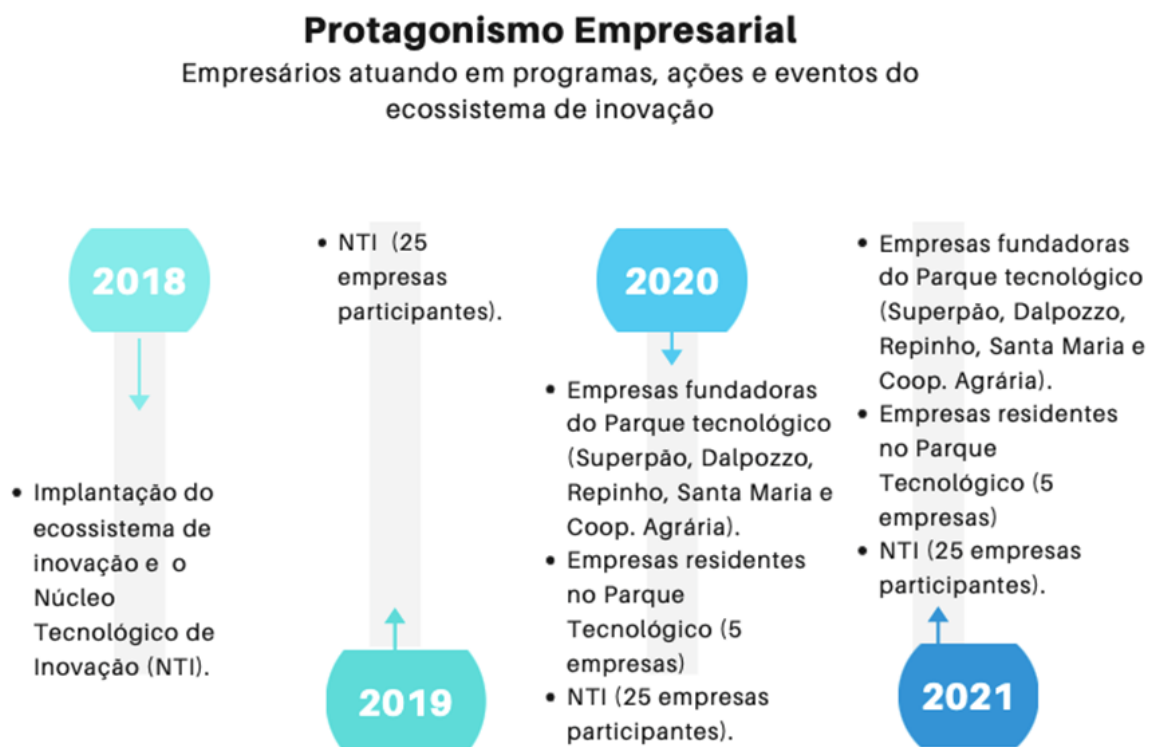 Protagonismo Empresarial
Empresários atuando em programas, ações e eventos do
ecossistema de inovação
2018
• Implantação do
ecossistema de
inovação e o
Núcleo
Tecnológico de
Inovação (NTI).
• NTI (25
empresas
participantes).
2019
2020
• Empresas fundadoras
do Parque tecnológico
(Superpão, Dalpozzo,
Repinho, Santa Maria e
Coop. Agrária).
• Empresas residentes
no Parque
Tecnológico (5
empresas)
• NTI (25 empresas
participantes).
• Empresas fundadoras
do Parque tecnológico
(Superpão, Dalpozzo,
Repinho, Santa Maria e
Coop. Agrária).
• Empresas residentes
no Parque
Tecnológico (5
empresas)
• NTI (25 empresas
participantes).
2021